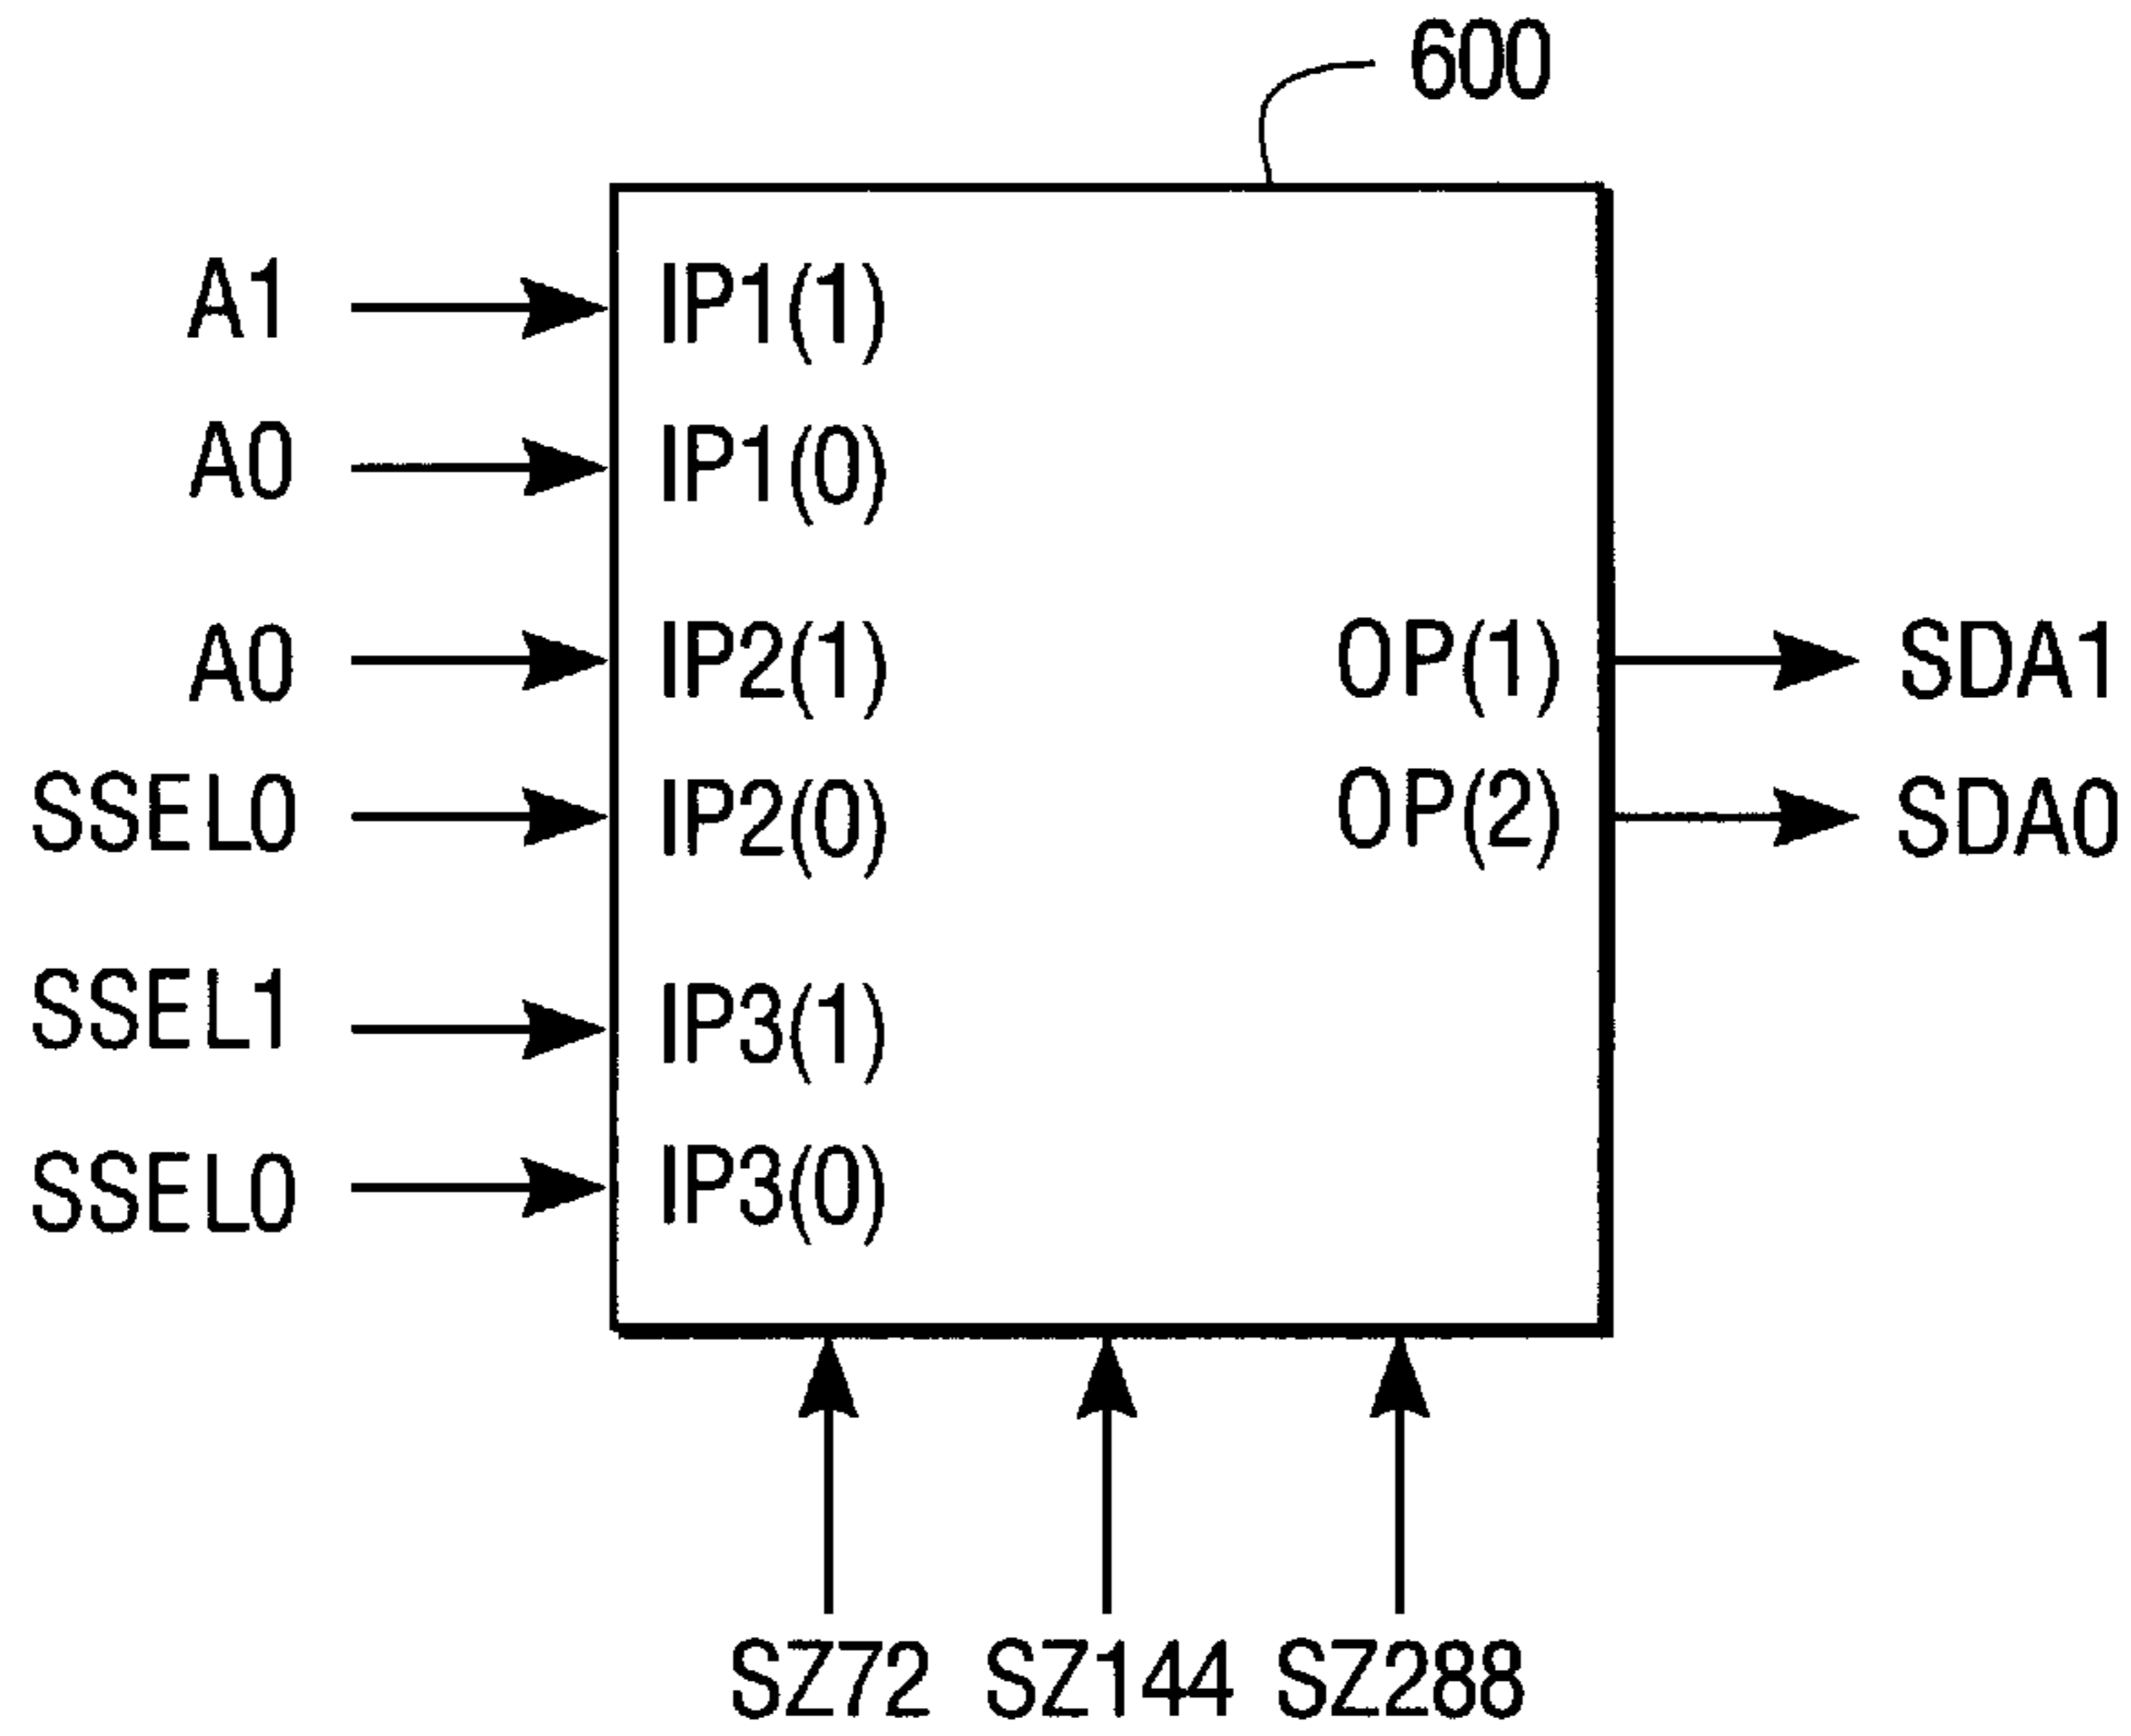 600
A1 IP1(1)
A0 IP1(0)
A0 IP2(1) OP(1) SDA1
SSEL0 IP2(0) OP(2) SDA0
SSEL1 IP3(1)
SSEL0 IP3(0)
SZ72 SZ144 SZ288